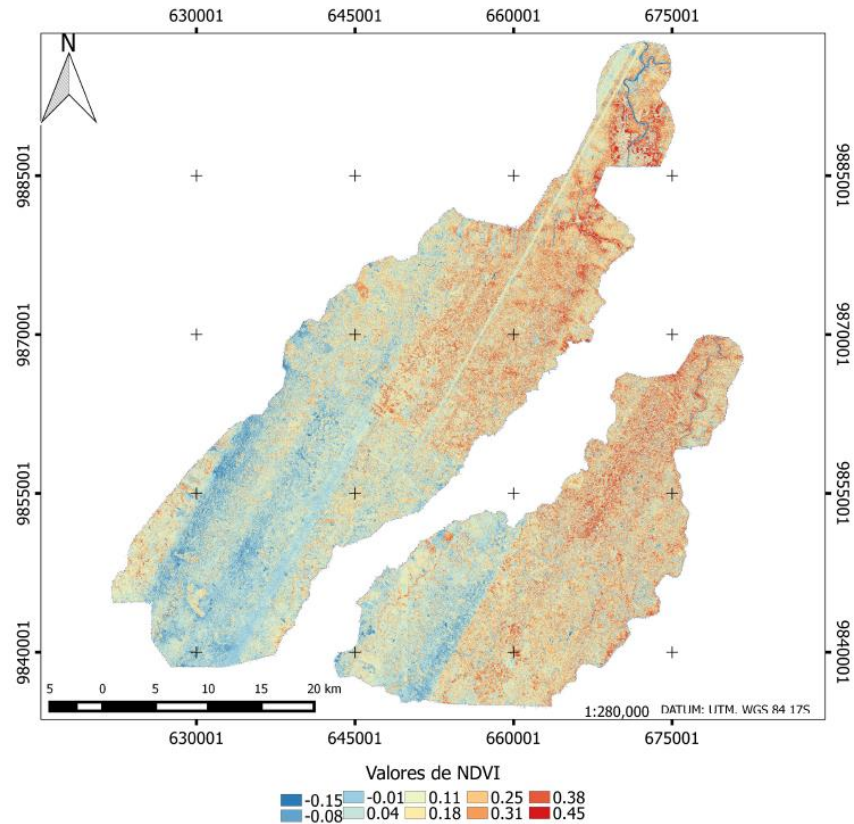 630001 645001 660001 675001
N
9885001 9885001
9870001 9870001
9855001 9855001
9840001 9840001
5 0 5 10 15 20 km
1:280,000 DATUM: UTM. WGS 84 17S
630001 645001 660001 675001
Valores de NDVI
-0.15 -0.01 0.11 0.25 0.38
-0.08 0.04 0.18 0.31 0.45